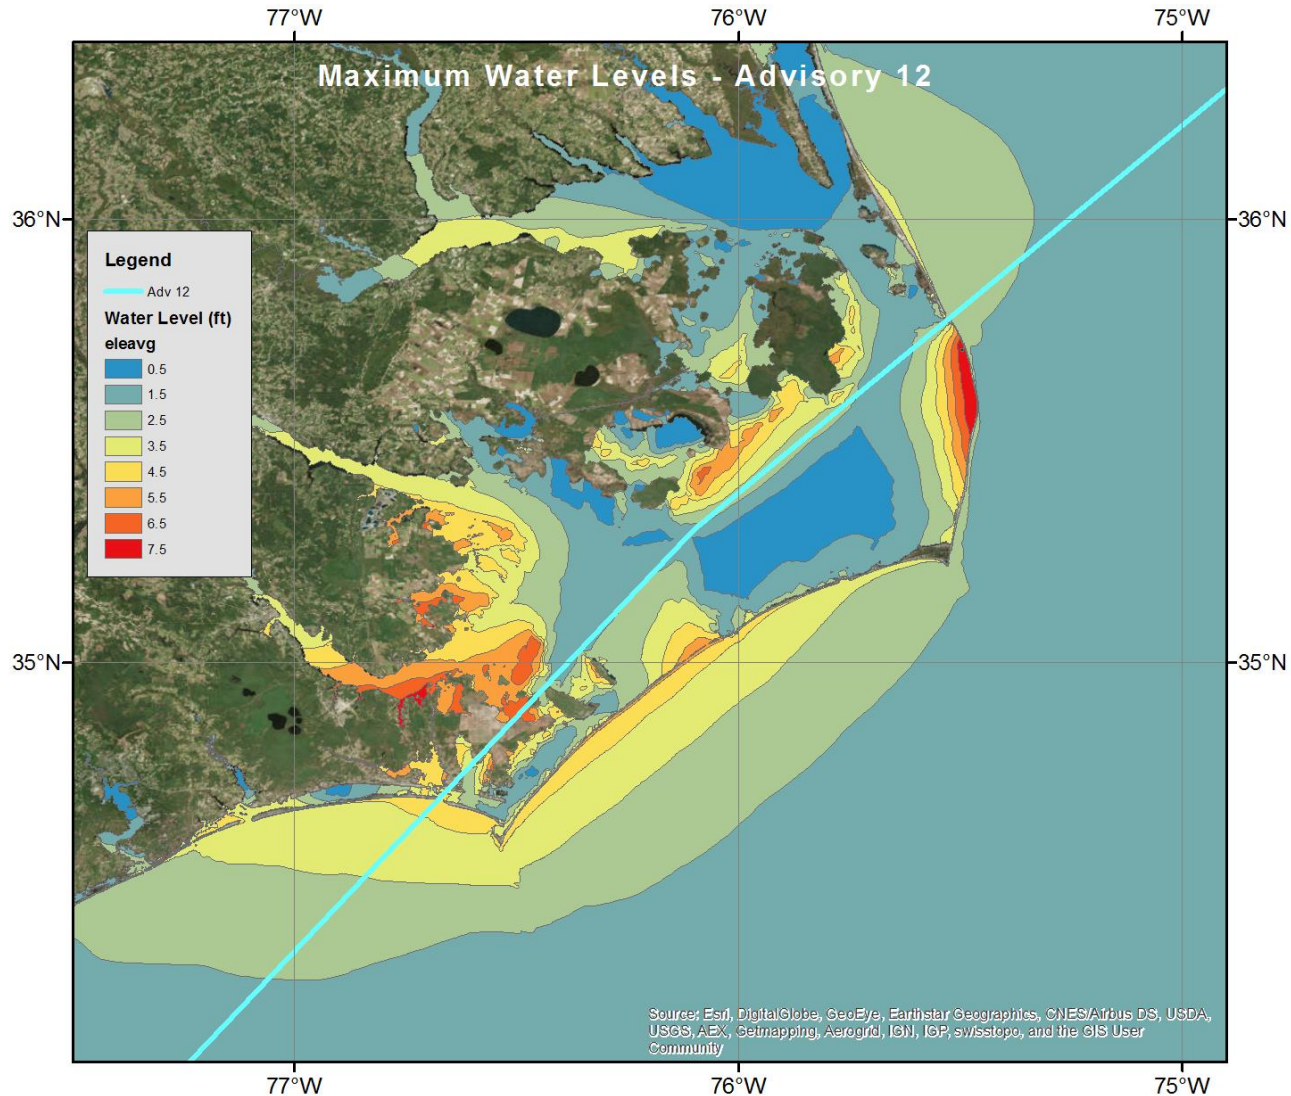 77°W 76°W 75°W
Maximum Water Levels - Advisory 12
36°N 36°N
Legend
Adv 12
Water Level (ft)
eleavg
0.5
1.5
2.5
3.5
4.5
5.5
6.5
7.5
35°N 35°N
Source: Esri, DigitalGlobe, GeoEye, Earthstar Geographics, CNES/Airbus DS, USDA,
USGS, AEX, Getmapping, Aerogrid, IGN, IGP, swisstopo, and the GIS User
Community
77°W 76°W 75°W